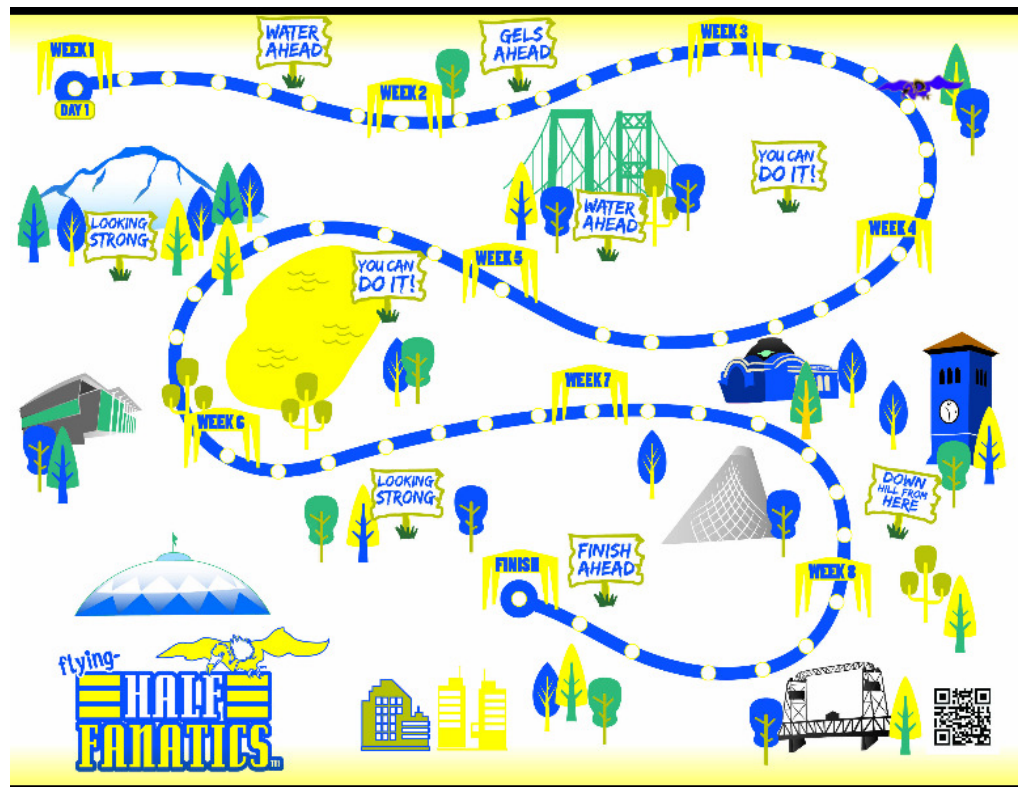 WEEK 1
DAY 1
WATER
AHEAD
WEEK 2
GELS
AHEAD
WEEK 3
YOU CAN
DO IT!
WATER
AHEAD
WEEK 4
LOOKING
STRONG
YOU CAN
DO IT!
WEEK 5
WEEK 6
WEEK 7
LOOKING
STRONG
DOWN
HILL FROM
HERE
FINISH
FINISH
AHEAD
WEEK 8
flying-
HALF
FANATICS TM